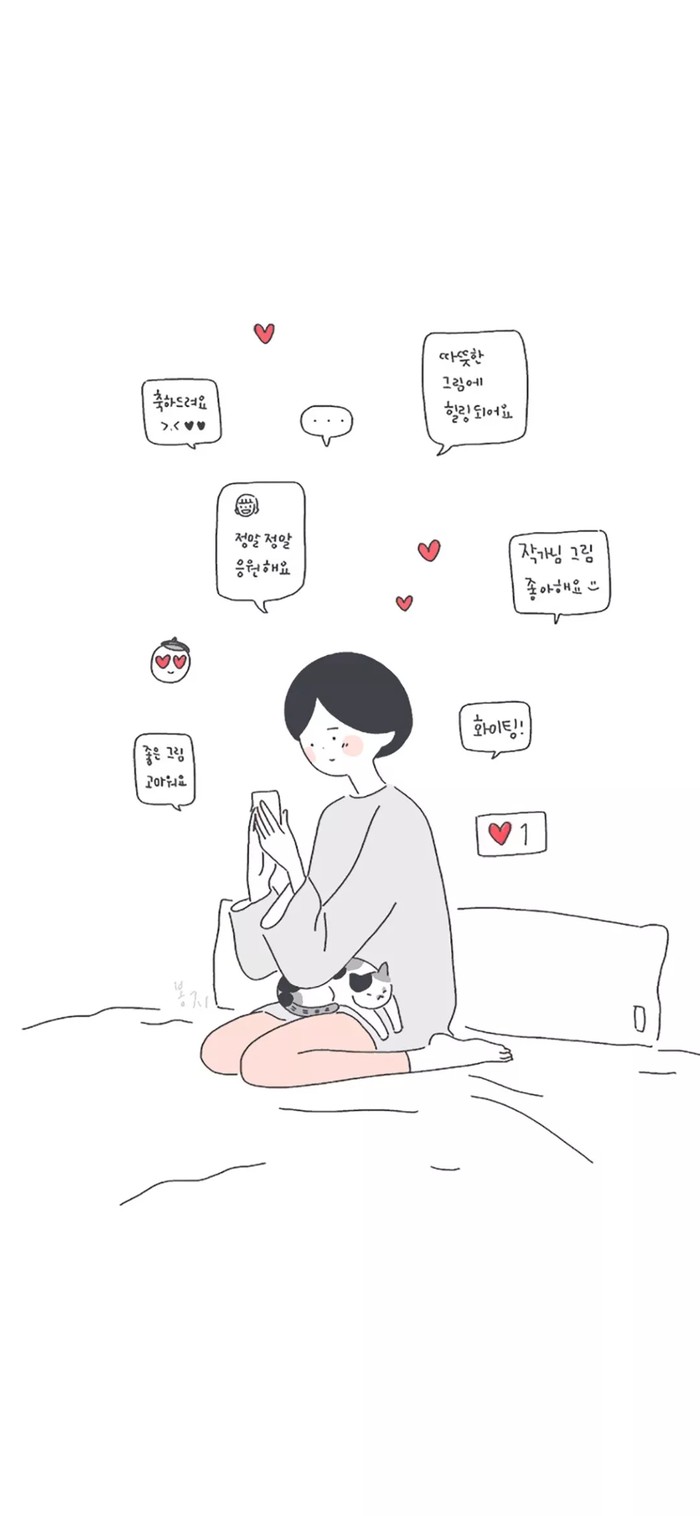 따뜻한
그림에
힐링되어요
축하드려요
>.<♥♥
...
정말 정말
응원해요
작가님 그림
좋아해요 :)
화이팅!
좋은 그림
고마워요
♥ 1
봉지